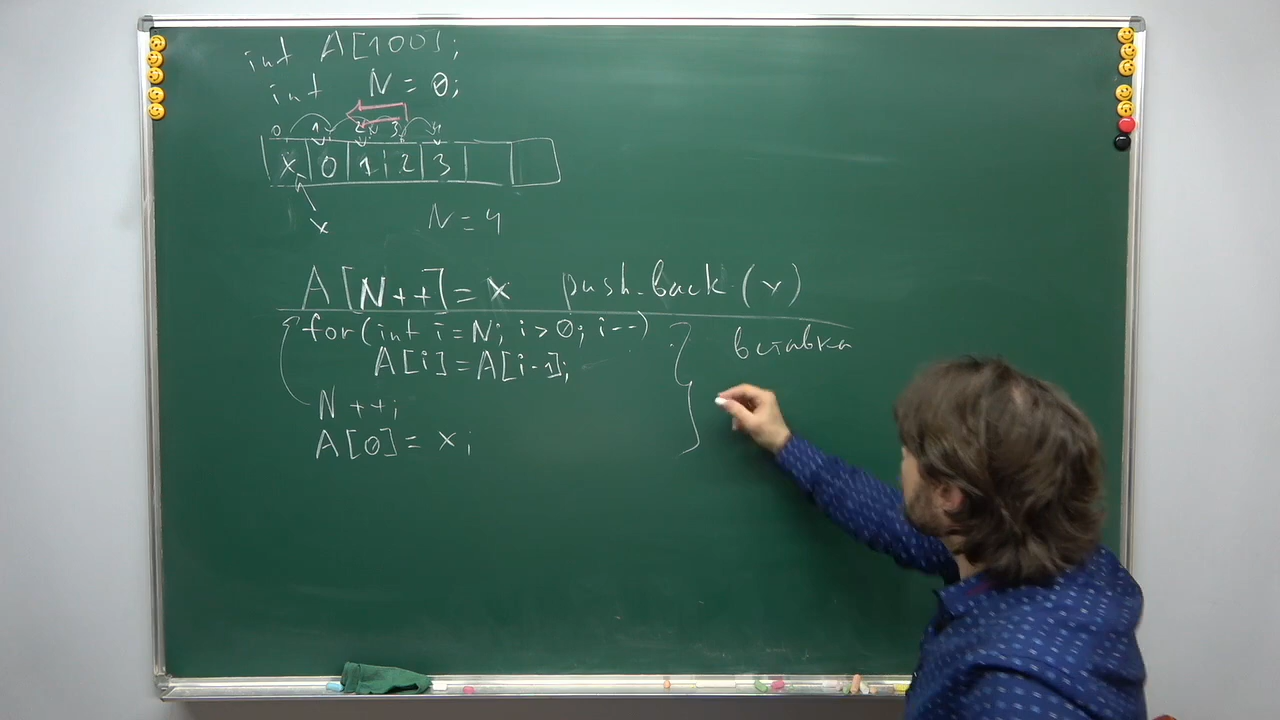 int A[100];
int N = 0;
0 1 2 3 4
x 0 1 2 3
x N = 4
A[N++] = x push_back(x)
for(int i=N; i>0; i--) вставка
A[i]=A[i-1];
N++;
A[0]= x;